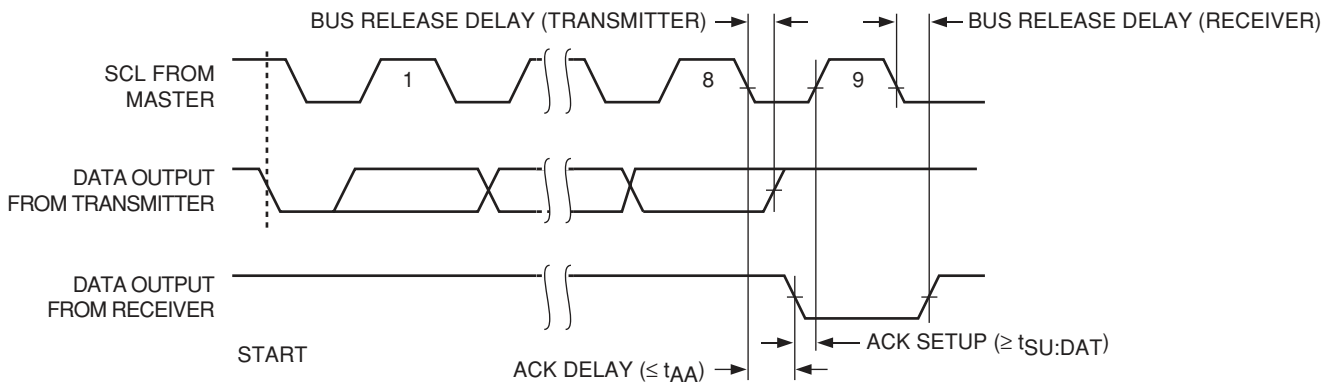 BUS RELEASE DELAY (TRANSMITTER)
BUS RELEASE DELAY (RECEIVER)
SCL FROM
MASTER
1
8
9
DATA OUTPUT
FROM TRANSMITTER
DATA OUTPUT
FROM RECEIVER
START
ACK SETUP (≥ tSU:DAT)
ACK DELAY (≤ tAA)